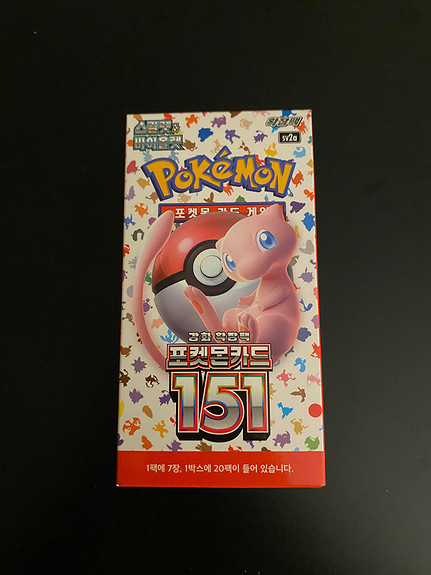 스칼렛&
바이올렛
확장팩
sv2a
POKÉMON
포켓몬 카드 게임
강화 확장팩
포켓몬카드
151
1팩에 7장, 1박스에 20팩이 들어 있습니다.